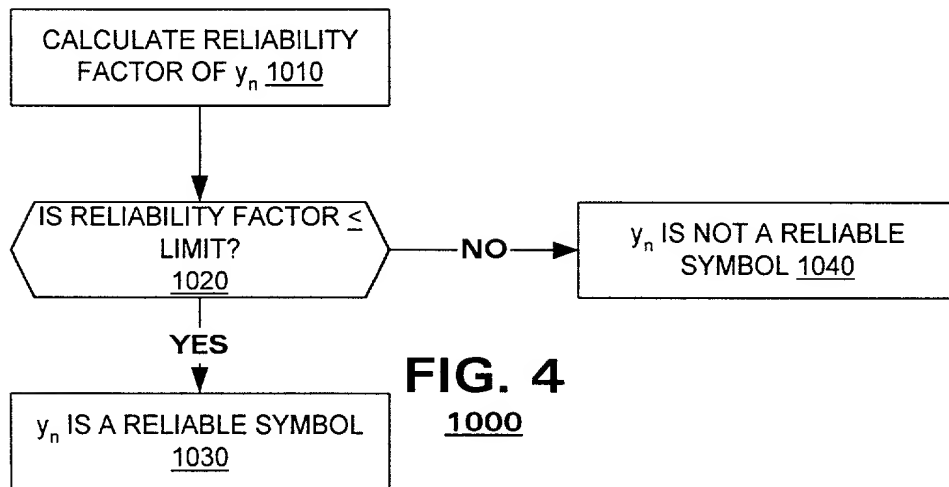 CALCULATE RELIABILITY
FACTOR OF yₙ 1010
IS RELIABILITY FACTOR ≤
LIMIT?
1020
NO
yₙ IS NOT A RELIABLE
SYMBOL 1040
YES
yₙ IS A RELIABLE SYMBOL
1030
FIG. 4
1000